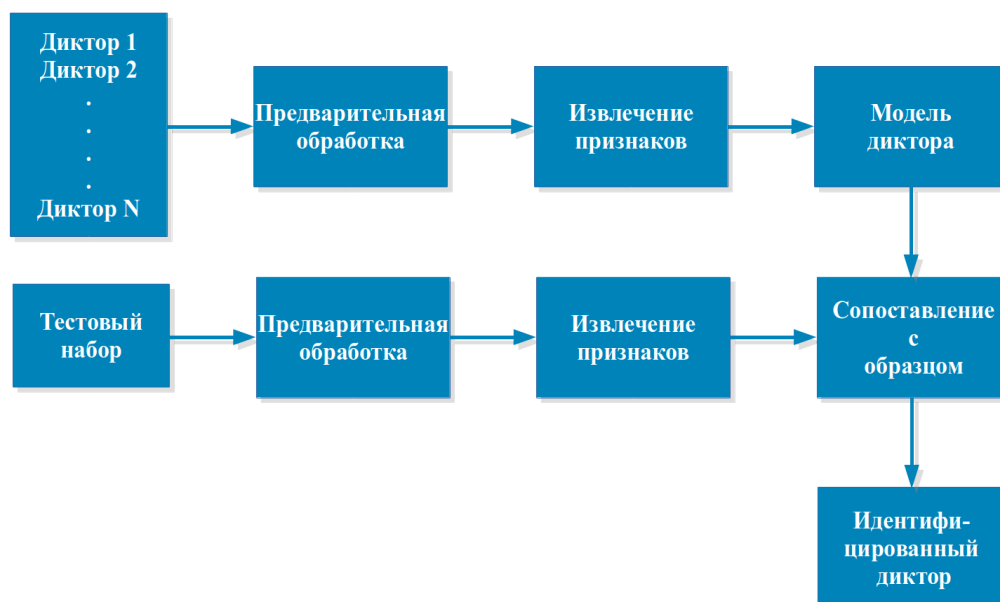 Диктор 1
Диктор 2
.
.
.
.
Диктор N
Предварительная
обработка
Извлечение
признаков
Модель
диктора
Тестовый
набор
Предварительная
обработка
Извлечение
признаков
Сопоставление
с
образцом
Идентифи-
цированный
диктор